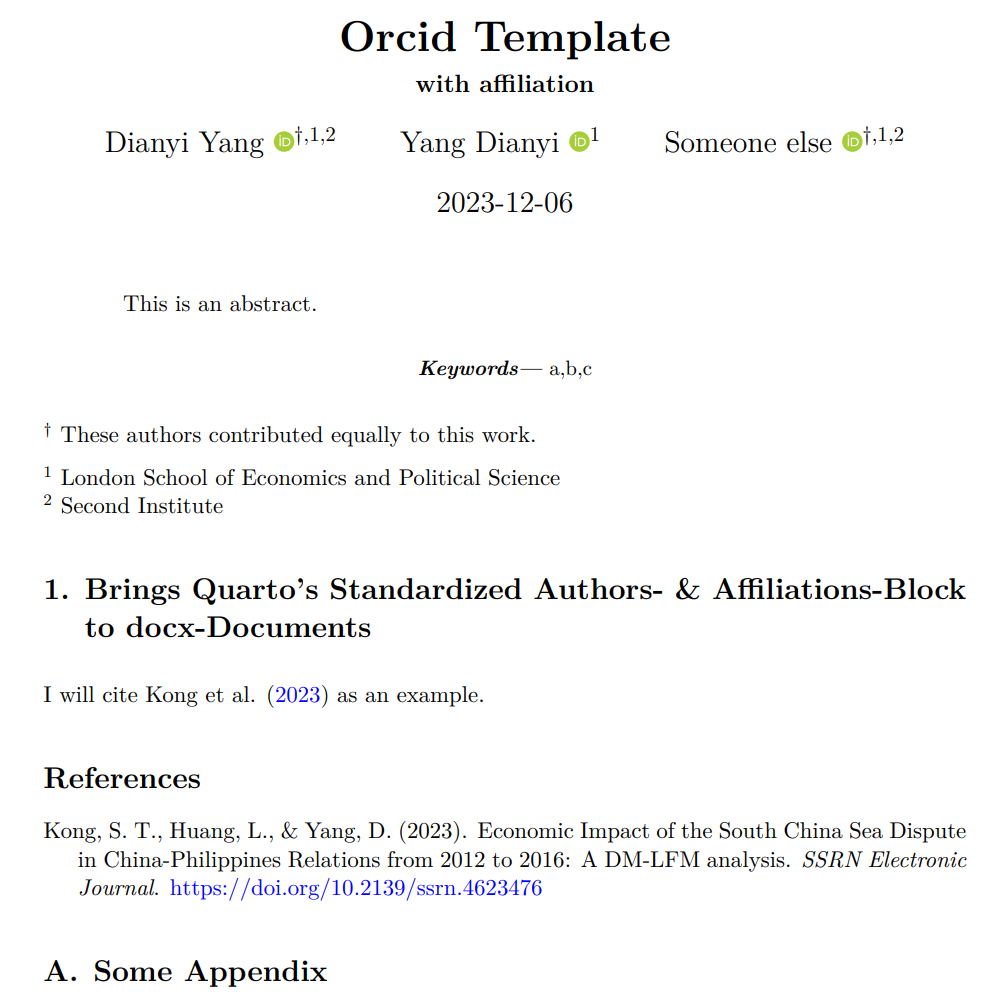 Orcid Template
with affiliation
Dianyi Yang iD†,1,2 Yang Dianyi iD1 Someone else iD†,1,2
2023-12-06
This is an abstract.
Keywords— a,b,c
† These authors contributed equally to this work.
1 London School of Economics and Political Science
2 Second Institute
1. Brings Quarto's Standardized Authors- & Affiliations-Block
to docx-Documents
I will cite Kong et al. (2023) as an example.
References
Kong, S. T., Huang, L., & Yang, D. (2023). Economic Impact of the South China Sea Dispute
in China-Philippines Relations from 2012 to 2016: A DM-LFM analysis. SSRN Electronic
Journal. https://doi.org/10.2139/ssrn.4623476
A. Some Appendix